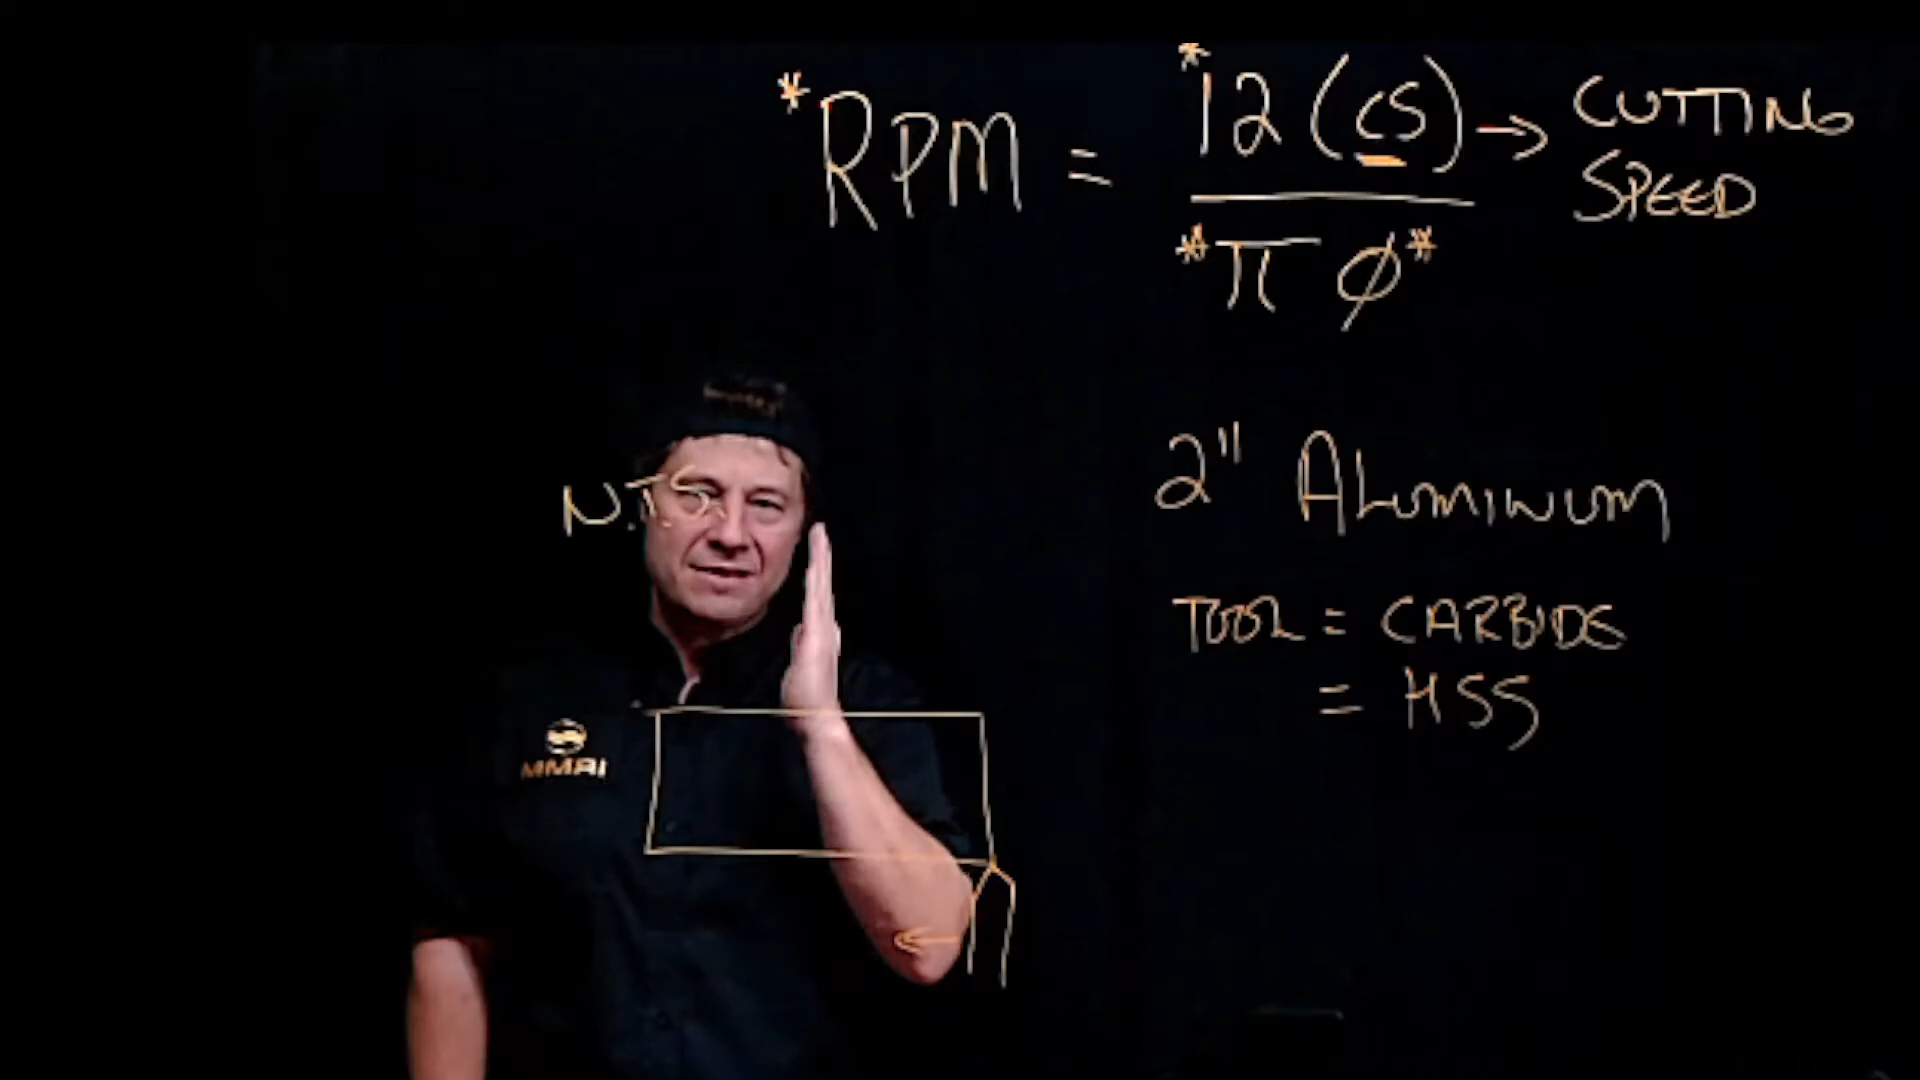 *RPM = *12 (CS) → CUTTING SPEED
*π ϕ*
2" ALUMINUM
N.T.S.
TOOL = CARBIDE
= HSS
MMAI